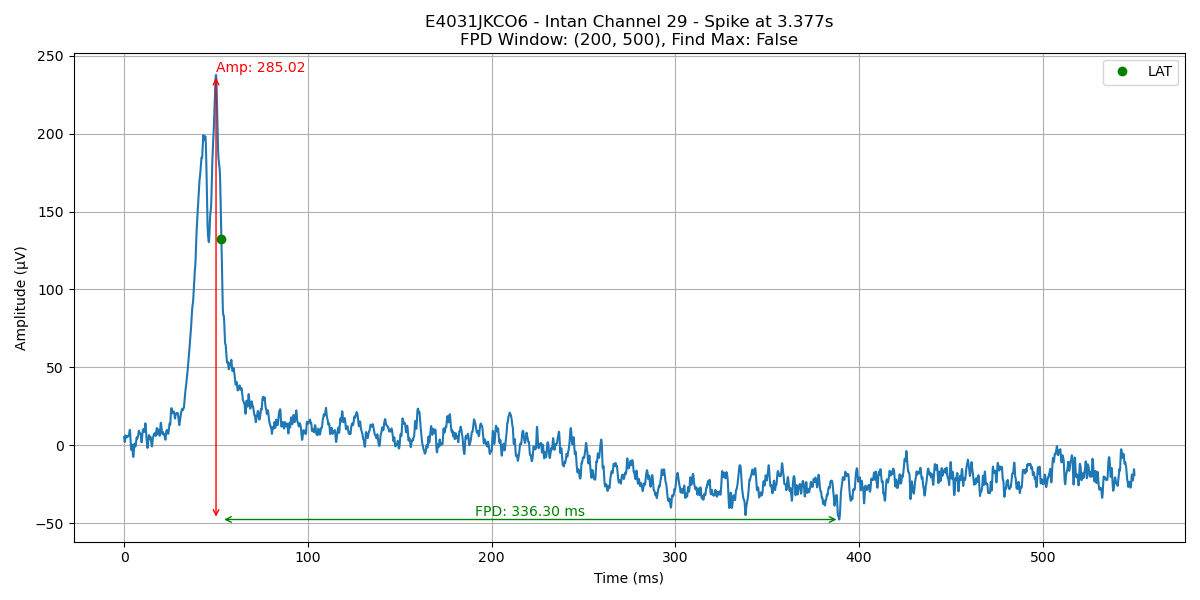 E4031JKCO6 - Intan Channel 29 - Spike at 3.377s
FPD Window: (200, 500), Find Max: False
Amp: 285.02
LAT
250
200
150
100
50
0
−50
Amplitude (µV)
FPD: 336.30 ms
0
100
200
300
400
500
Time (ms)